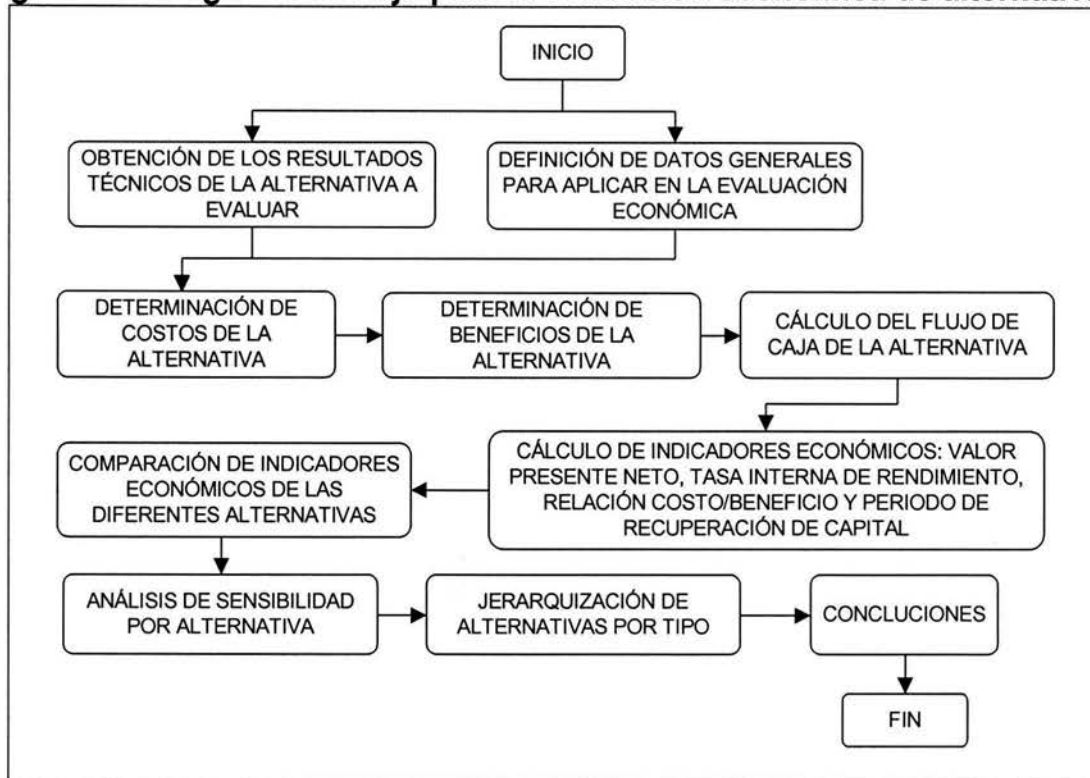 INICIO
OBTENCIÓN DE LOS RESULTADOS
TÉCNICOS DE LA ALTERNATIVA A
EVALUAR
DEFINICIÓN DE DATOS GENERALES
PARA APLICAR EN LA EVALUACIÓN
ECONÓMICA
DETERMINACIÓN DE
COSTOS DE LA
ALTERNATIVA
DETERMINACIÓN DE
BENEFICIOS DE LA
ALTERNATIVA
CÁLCULO DEL FLUJO DE
CAJA DE LA ALTERNATIVA
CÁLCULO DE INDICADORES ECONÓMICOS: VALOR
PRESENTE NETO, TASA INTERNA DE RENDIMIENTO,
RELACIÓN COSTO/BENEFICIO Y PERIODO DE
RECUPERACIÓN DE CAPITAL
COMPARACIÓN DE INDICADORES
ECONÓMICOS DE LAS
DIFERENTES ALTERNATIVAS
ANÁLISIS DE SENSIBILIDAD
POR ALTERNATIVA
JERARQUIZACIÓN DE
ALTERNATIVAS POR TIPO
CONCLUCIONES
FIN